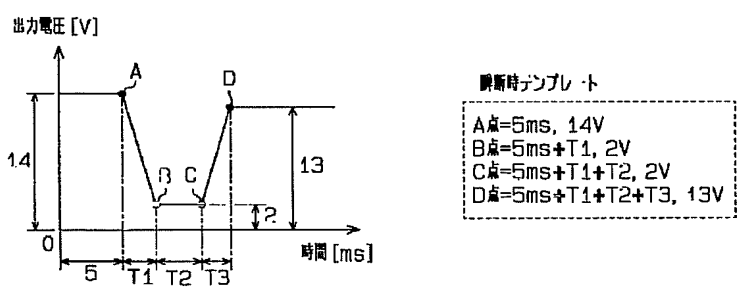 出力電圧[V]
A
D
14
B
C
13
2
0
時間[ms]
5
T1
T2
T3
瞬断時テンプレート
A点=5ms, 14V
B点=5ms+T1, 2V
C点=5ms+T1+T2, 2V
D点=5ms+T1+T2+T3, 13V